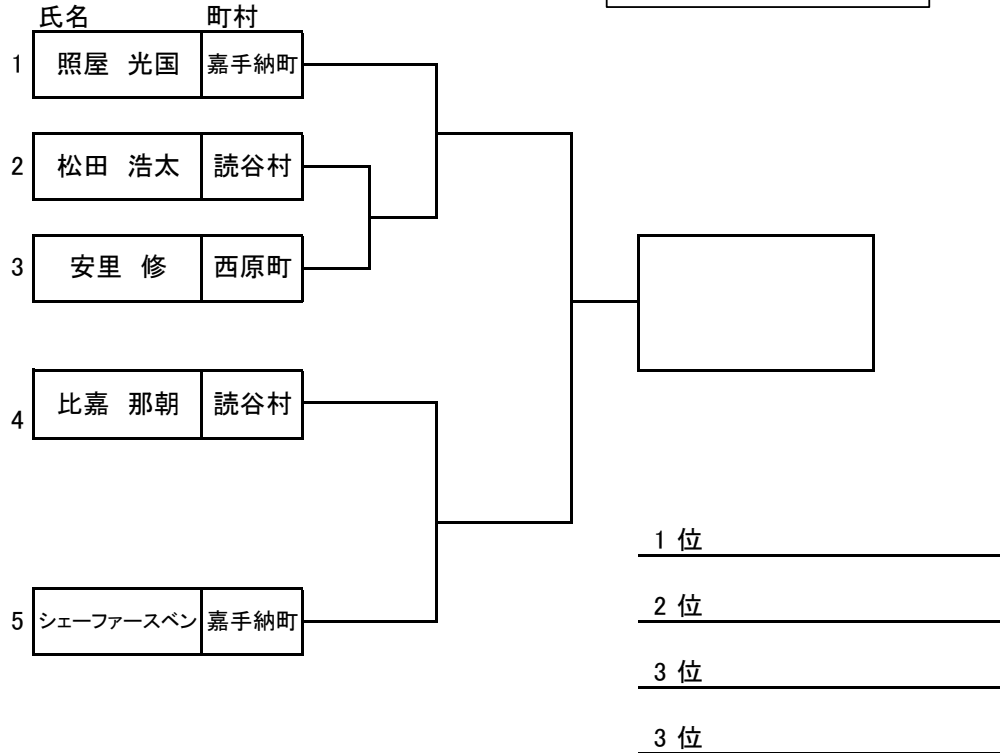 氏名 町村
1 照屋 光国 嘉手納町
2 松田 浩太 読谷村
3 安里 修 西原町
4 比嘉 那朝 読谷村
5 シェーファースベン 嘉手納町
1 位
2 位
3 位
3 位